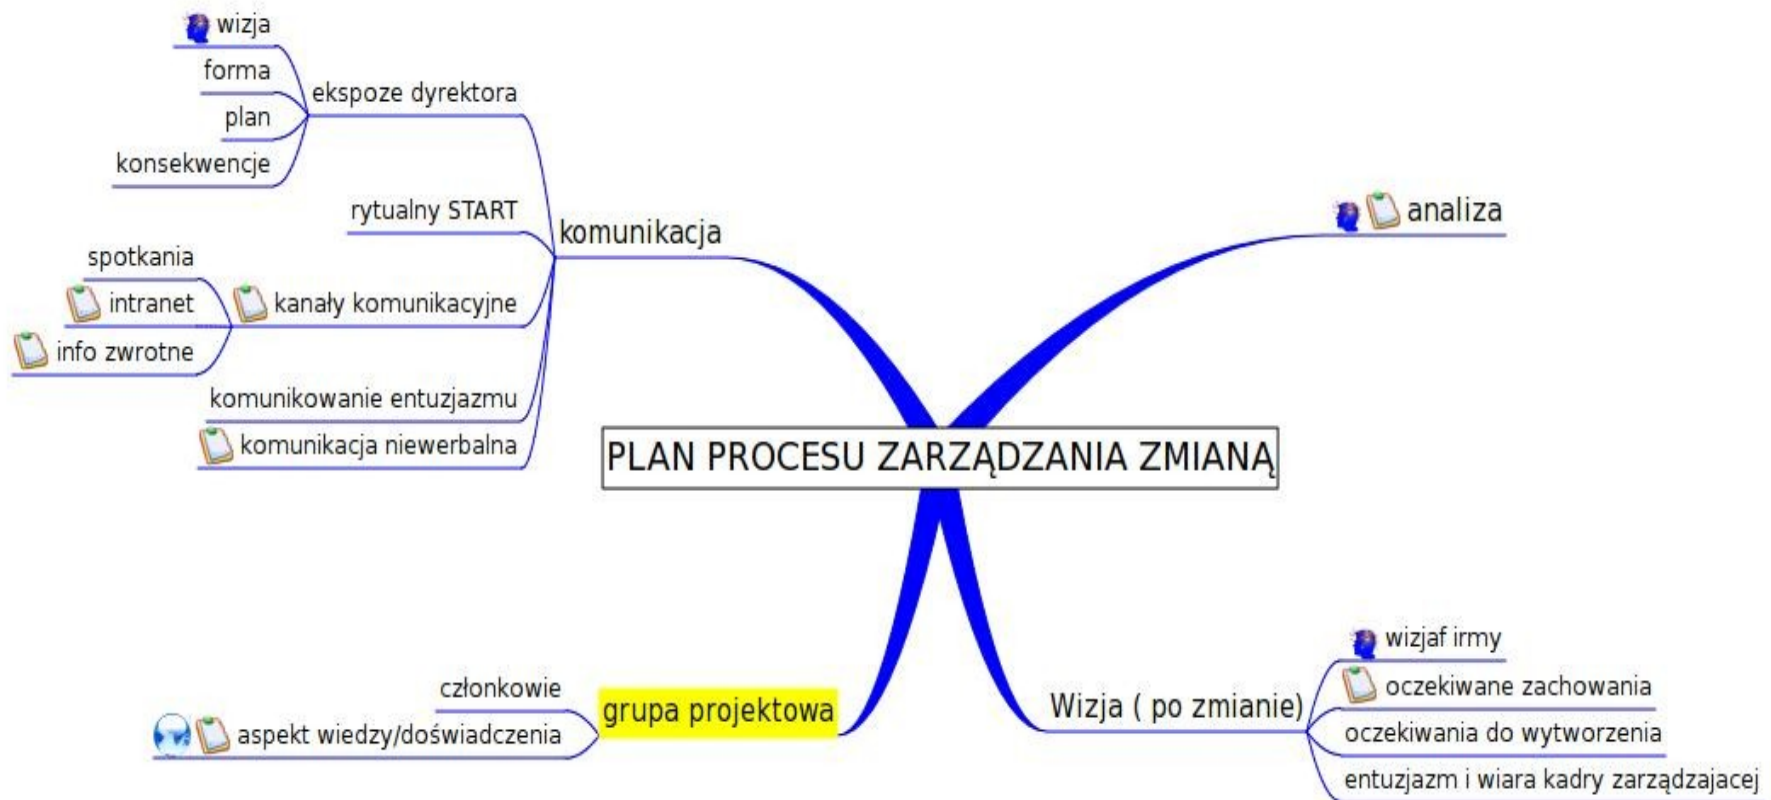 wizja
forma
plan
konsekwencje
ekspoze dyrektora
rytualny START
spotkania
intranet
info zwrotne
kanały komunikacyjne
komunikowanie entuzjazmu
komunikacja niewerbalna
komunikacja
analiza
PLAN PROCESU ZARZĄDZANIA ZMIANĄ
członkowie
aspekt wiedzy/doświadczenia
grupa projektowa
Wizja ( po zmianie)
wizjaf irmy
oczekiwane zachowania
oczekiwania do wytworzenia
entuzjazm i wiara kadry zarządzajacej